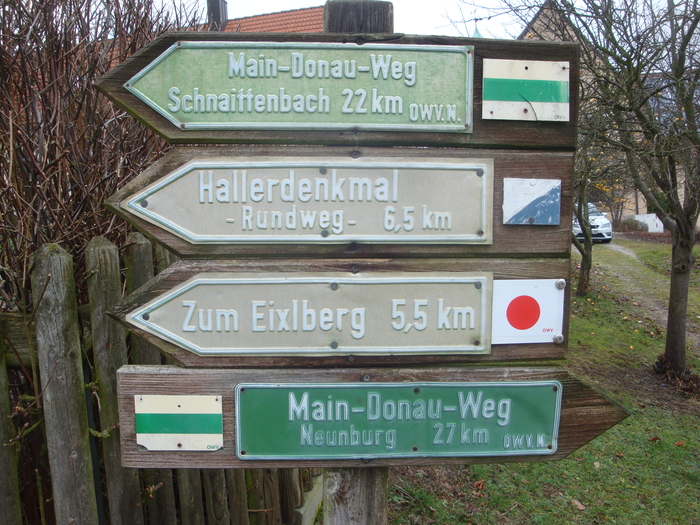 Main-Donau-Weg
Schnaittenbach 22 km OWV.N.
Hallerdenkmal
- Rundweg - 6,5 km
Zum Eixlberg 5,5 km
OWV
Main-Donau-Weg
Neunburg 27 km OWV.N.